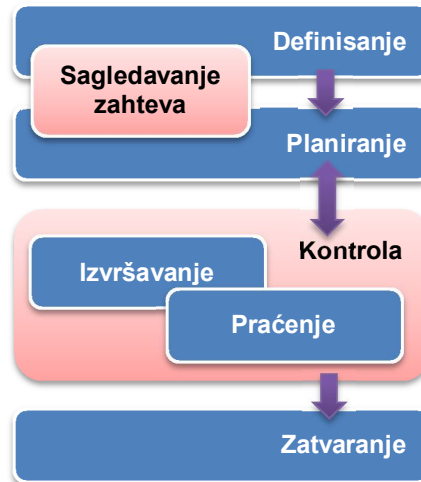 Definisanje
Sagledavanje
zahteva
Planiranje
Kontrola
Izvršavanje
Praćenje
Zatvaranje